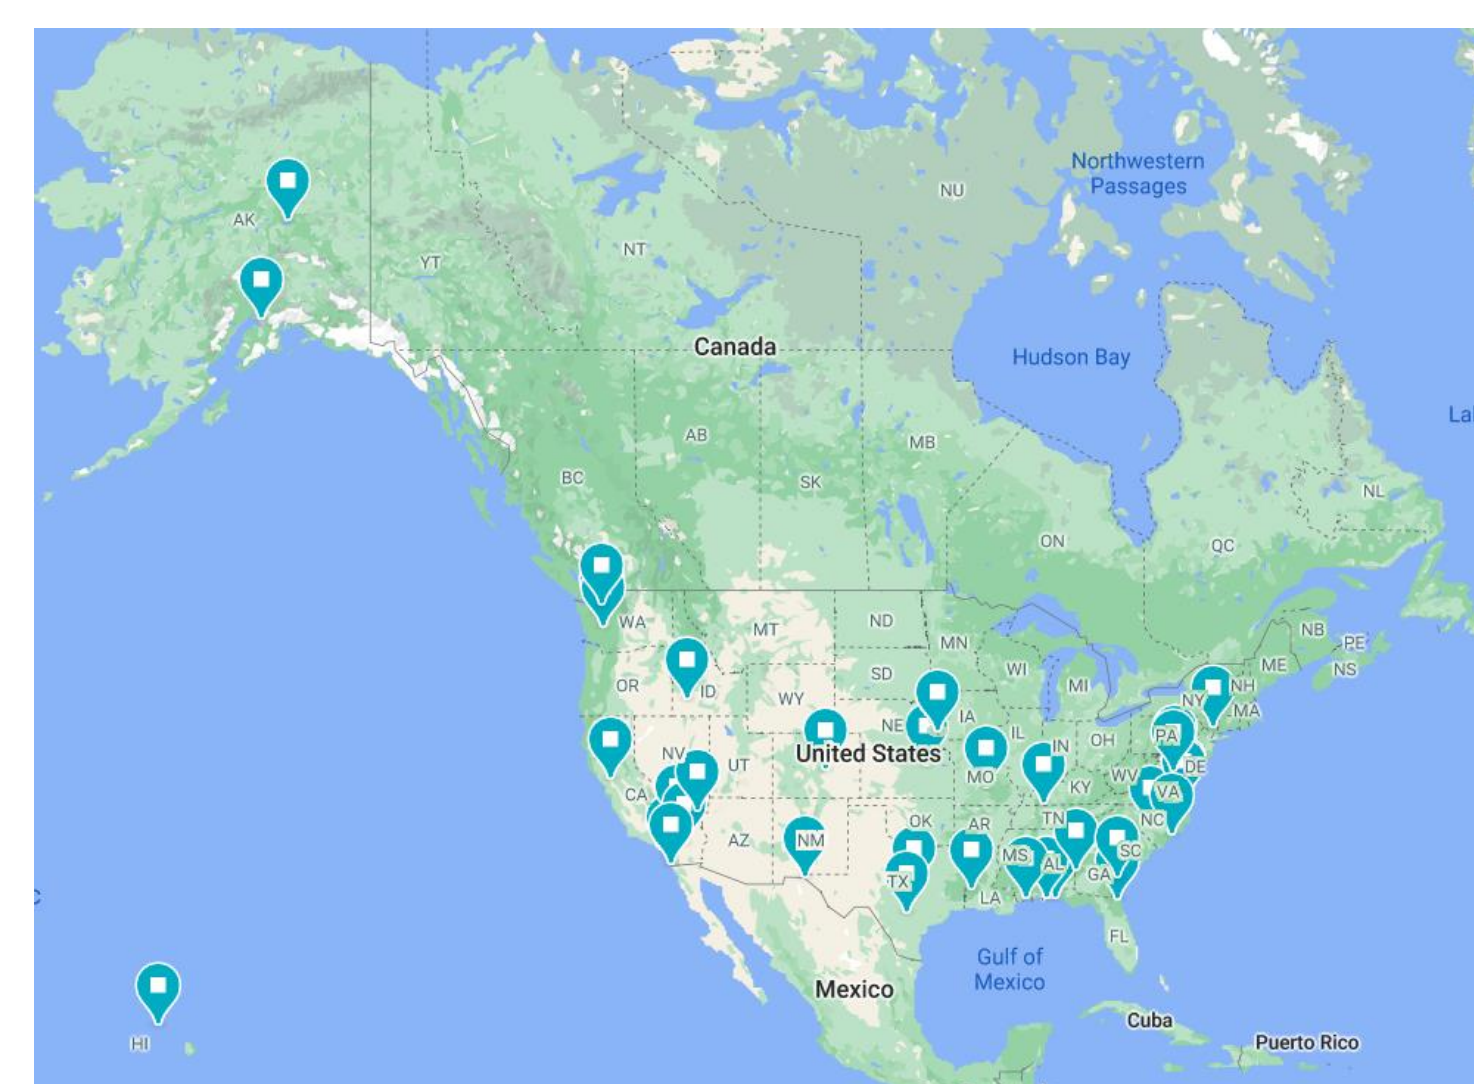 Northwestern
Passages
NU
AK
NT
YT
Canada
Hudson Bay
AB
MB
BC
SK
NL
ON
QC
WA
MT
ND
MN
NB
PE
ME
NS
WI
SD
OR
ID
MI
WY
NY
NH
MA
NE
IA
IL
IN
OH
PA
NV
United States
UT
DE
MO
WV
KY
VA
CA
OK
AR
TN
NC
AZ
NM
MS
AL
SC
TX
GA
LA
FL
Gulf of
Mexico
Mexico
Cuba
Puerto Rico
HI